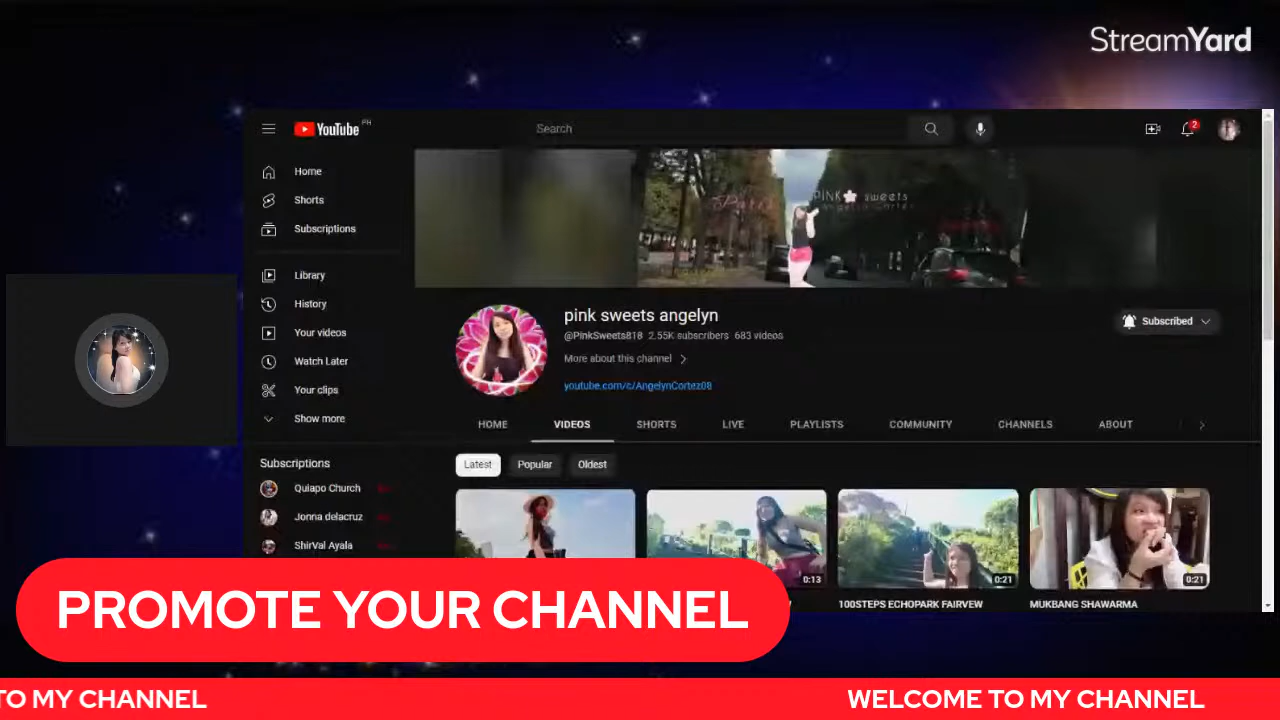 StreamYard
YouTube PH
Search
2
Home
Shorts
Subscriptions
Library
History
Your videos
Watch Later
Your clips
Show more
Subscriptions
Quiapo Church
Jonna delacruz
ShirVal Ayala
PINK sweets
pink sweets angelyn
@PinkSweets818 2.55K subscribers 683 videos
More about this channel
youtube.com/c/AngelynCortez08
Subscribed
HOME VIDEOS SHORTS LIVE PLAYLISTS COMMUNITY CHANNELS ABOUT
Latest Popular Oldest
0:13
0:21
0:21
100STEPS ECHOPARK FAIRVEW
MUKBANG SHAWARMA
PROMOTE YOUR CHANNEL
TO MY CHANNEL
WELCOME TO MY CHANNEL